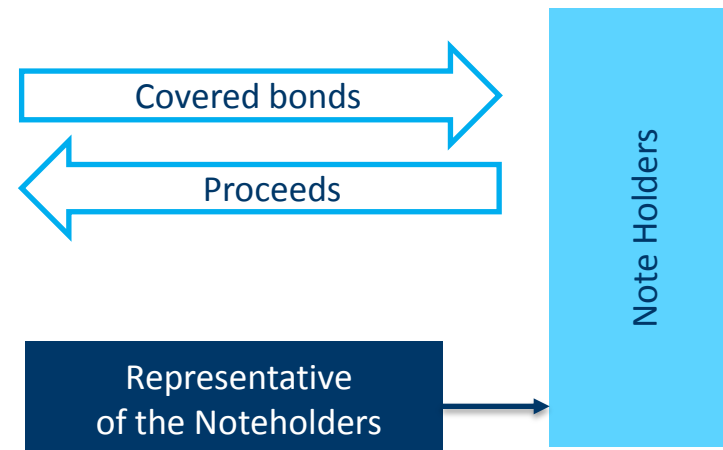 Covered bonds
Proceeds
Note Holders
Representative
of the Noteholders